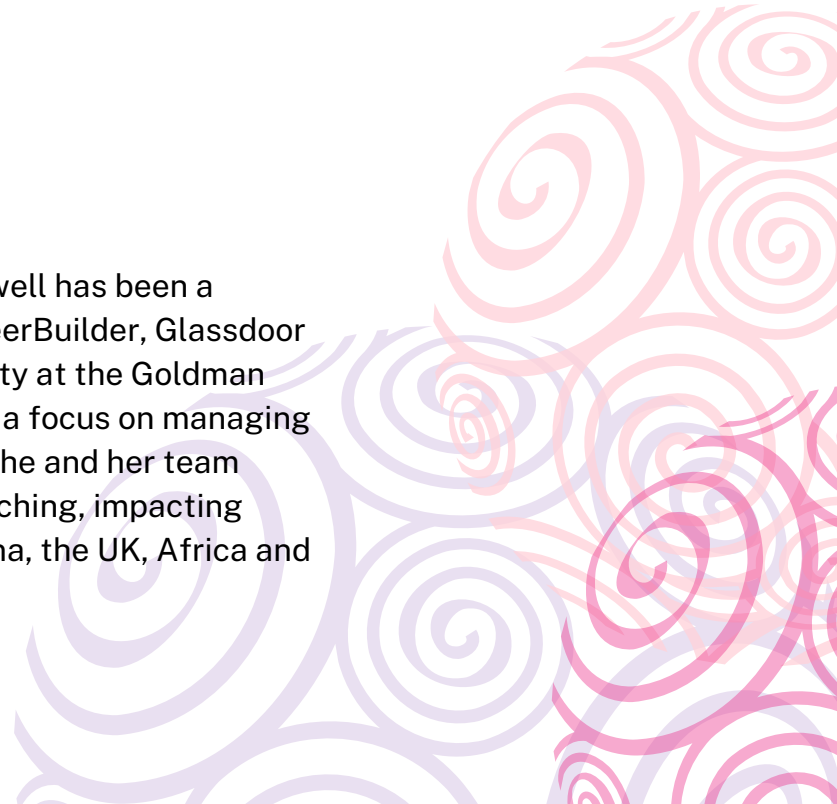 well has been a
eerBuilder, Glassdoor
ty at the Goldman
a focus on managing
he and her team
ching, impacting
na, the UK, Africa and